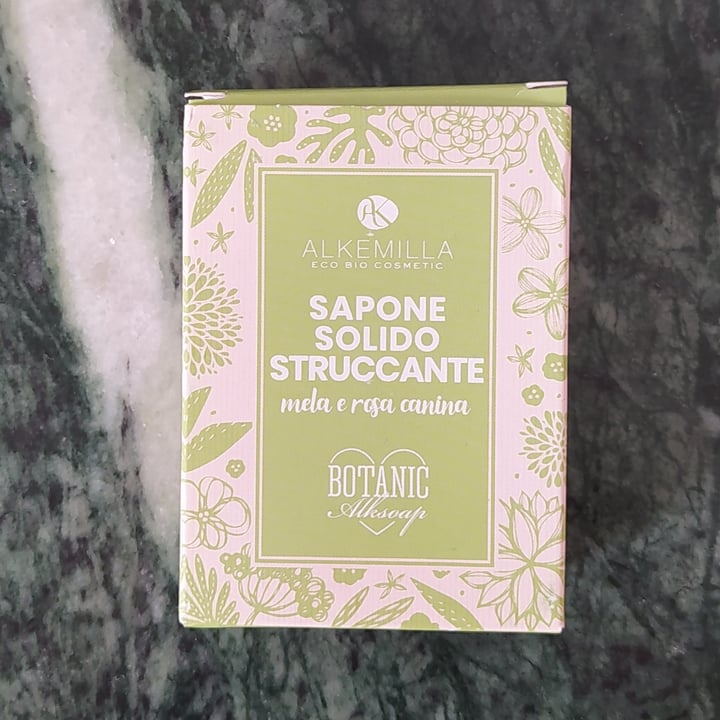 AK
ALKEMILLA
ECO BIO COSMETIC
SAPONE
SOLIDO
STRUCCANTE
mela e rosa canina
BOTANIC
Alksoap